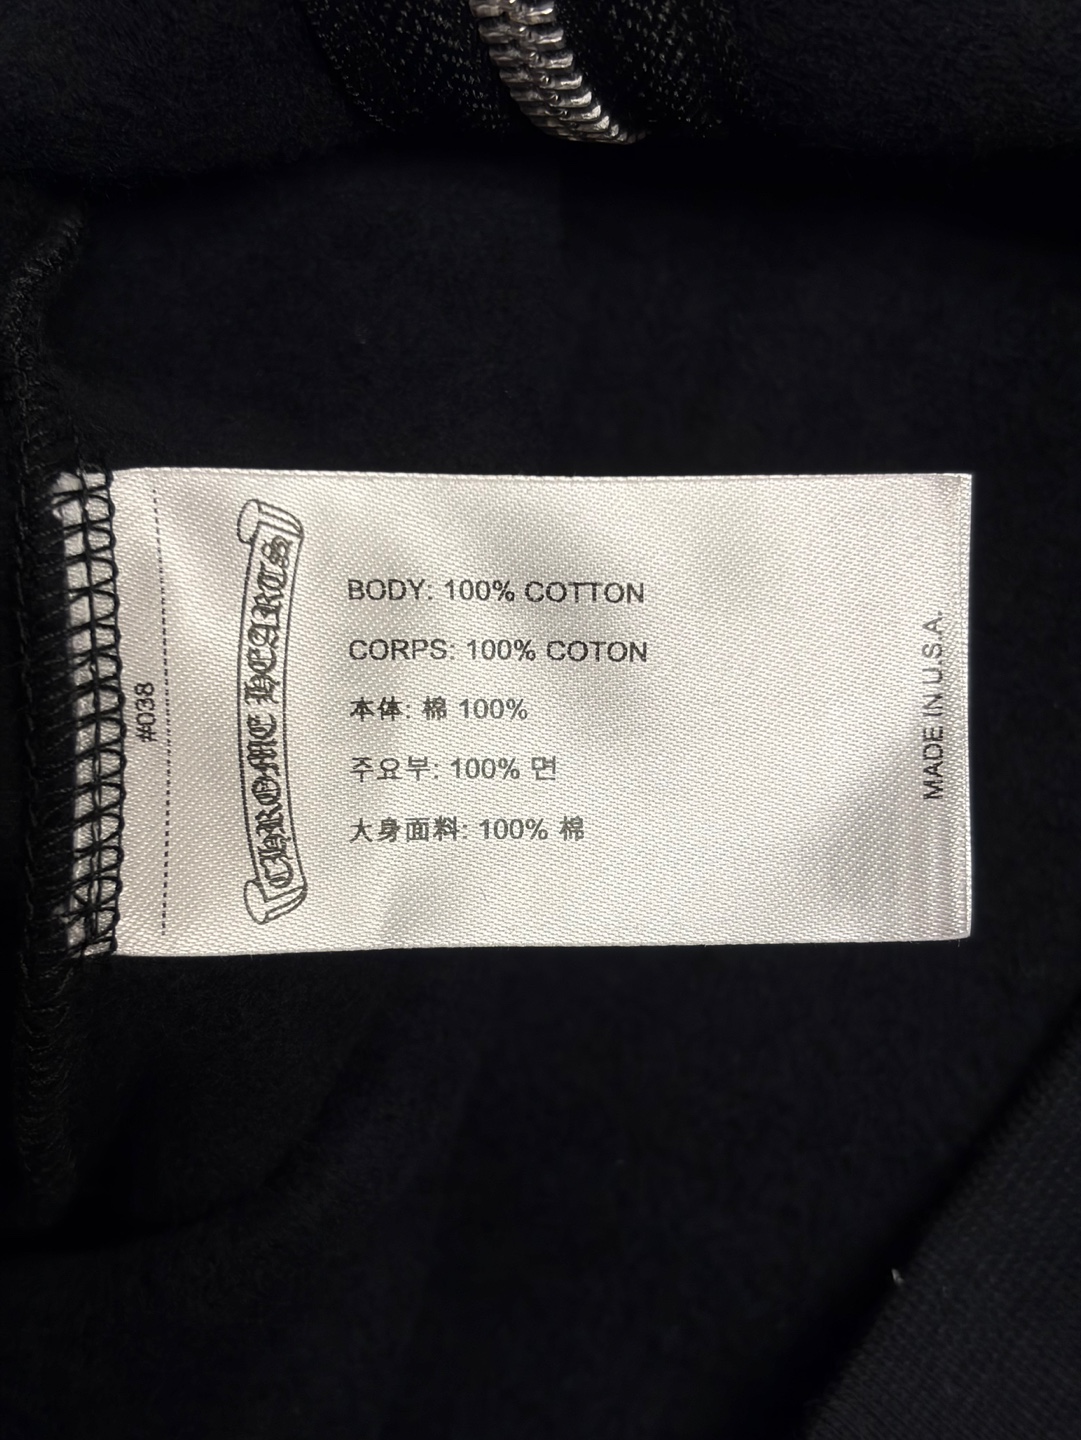 #038
CHROME HEARTS
BODY: 100% COTTON
CORPS: 100% COTON
本体: 棉 100%
주요부: 100% 면
大身面料: 100% 棉
MADE IN U.S.A.